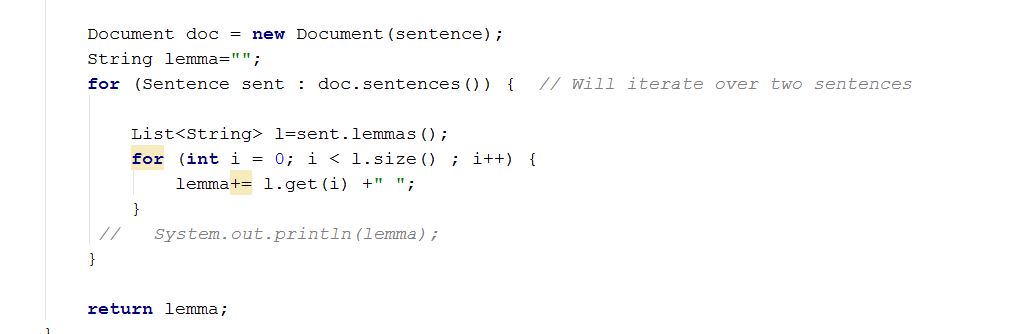 Document doc = new Document(sentence);
String lemma="";
for (Sentence sent : doc.sentences()) {  // Will iterate over two sentences
List<String> l=sent.lemmas();
for (int i = 0; i < l.size() ; i++) {
lemma+= l.get(i) +" ";
}
//   System.out.println(lemma);
}
return lemma;
}